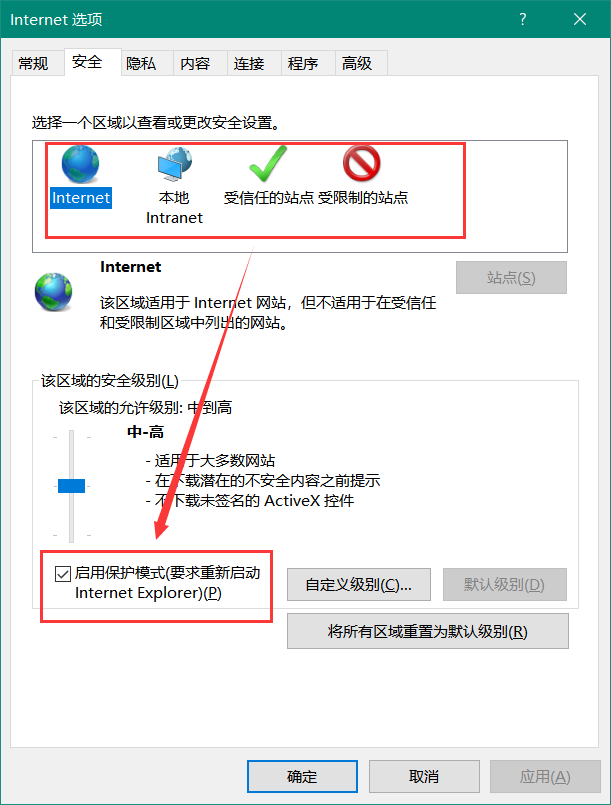 Internet 选项
?
常规 安全 隐私 内容 连接 程序 高级
选择一个区域以查看或更改安全设置。
Internet
本地
Intranet
受信任的站点
受限制的站点
Internet
站点(S)
该区域适用于 Internet 网站，但不适用于在受信任
和受限制区域中列出的网站。
该区域的安全级别(L)
该区域的允许级别: 中到高
中-高
- 适用于大多数网站
- 在下载潜在的不安全内容之前提示
- 不下载未签名的 ActiveX 控件
启用保护模式(要求重新启动
Internet Explorer)(P)
自定义级别(C)...
默认级别(D)
将所有区域重置为默认级别(R)
确定
取消
应用(A)